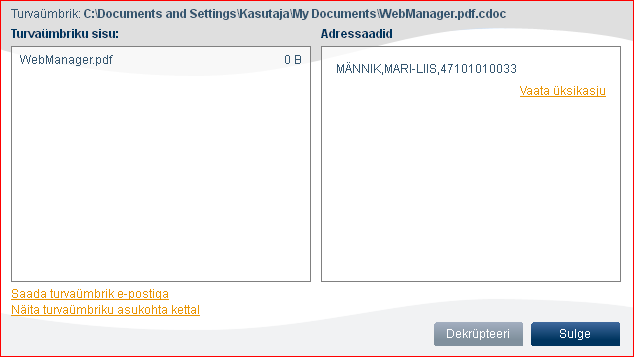 Turvaümbrik: C:\Documents and Settings\Kasutaja\My Documents\WebManager.pdf.cdoc
Turvaümbriku sisu:
Adressaadid
WebManager.pdf 0 B
MÄNNIK,MARI-LIIS,47101010033
Vaata üksikasju
Saada turvaümbrik e-postiga
Näita turvaümbriku asukohta kettal
Dekrüpteeri
Sulge